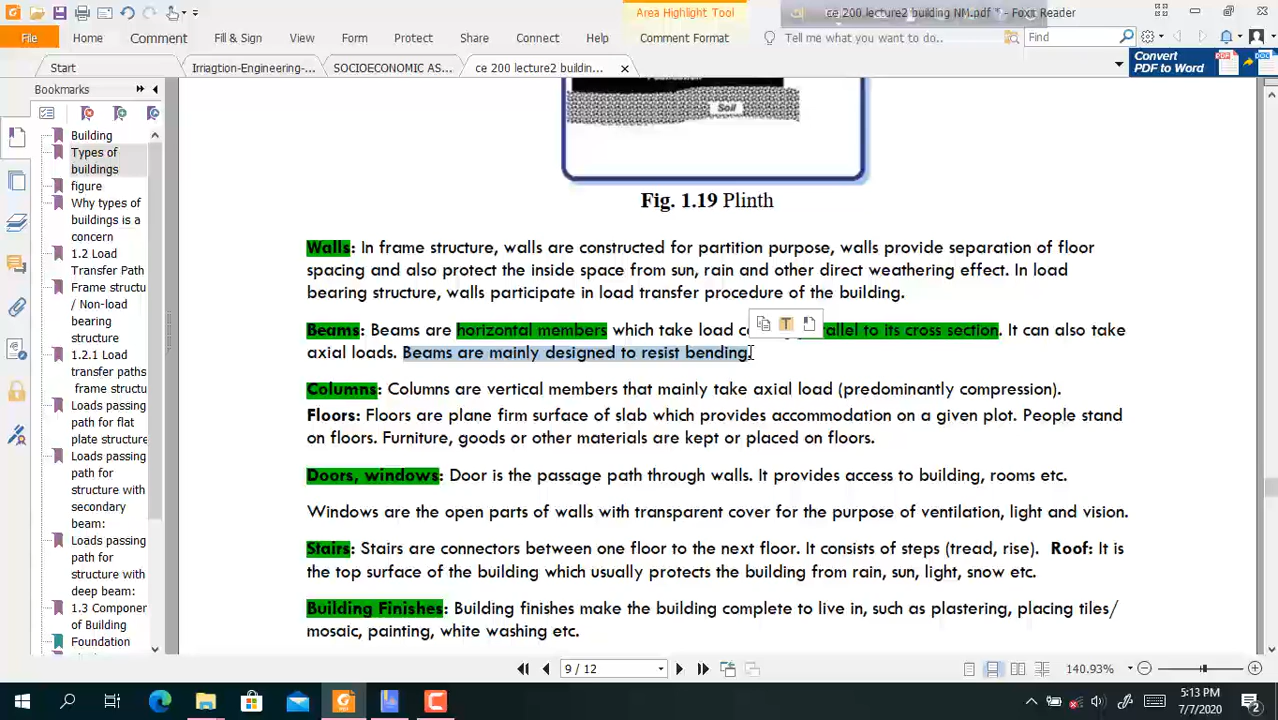 Area Highlight Tool
ce 200 lecture2 building NM.pdf * - Foxit Reader
File
Home
Comment
Fill & Sign
View
Form
Protect
Share
Connect
Help
Comment Format
Tell me what you want to do..
Find
Start
Irriagtion-Engineering-...
SOCIOECONOMIC AS...
ce 200 lecture2 buildin...
Convert
PDF to Word
Bookmarks
Building
Types of
buildings
figure
Why types of
buildings is a
concern
1.2 Load
Transfer Path
Frame structu
/ Non-load
bearing
structure
1.2.1 Load
transfer paths
frame structu
Loads passing
path for flat
plate structure
Loads passing
path for
structure with
secondary
beam:
Loads passing
path for
structure with
deep beam:
1.3 Component
of Building
Foundation
Soil
Fig. 1.19 Plinth
Walls: In frame structure, walls are constructed for partition purpose, walls provide separation of floor
spacing and also protect the inside space from sun, rain and other direct weathering effect. In load
bearing structure, walls participate in load transfer procedure of the building.
Beams: Beams are horizontal members which take load rallel to its cross section. It can also take
axial loads. Beams are mainly designed to resist bending.
Columns: Columns are vertical members that mainly take axial load (predominantly compression).
Floors: Floors are plane firm surface of slab which provides accommodation on a given plot. People stand
on floors. Furniture, goods or other materials are kept or placed on floors.
Doors, windows: Door is the passage path through walls. It provides access to building, rooms etc.
Windows are the open parts of walls with transparent cover for the purpose of ventilation, light and vision.
Stairs: Stairs are connectors between one floor to the next floor. It consists of steps (tread, rise). Roof: It is
the top surface of the building which usually protects the building from rain, sun, light, snow etc.
Building Finishes: Building finishes make the building complete to live in, such as plastering, placing tiles/
mosaic, painting, white washing etc.
9 / 12
140.93%
5:13 PM
7/7/2020
2